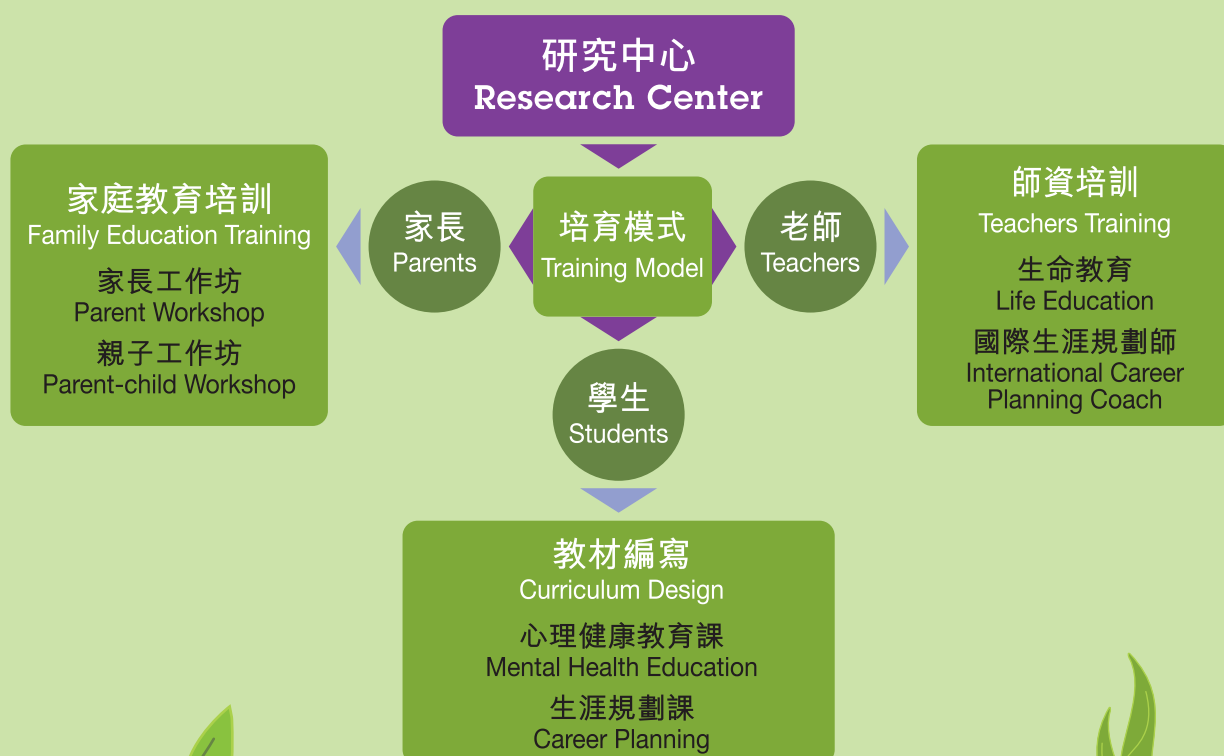 研究中心
Research Center
家庭教育培訓
Family Education Training
家長工作坊
Parent Workshop
親子工作坊
Parent-child Workshop
家長
Parents
培育模式
Training Model
老師
Teachers
師資培訓
Teachers Training
生命教育
Life Education
國際生涯規劃師
International Career
Planning Coach
學生
Students
教材編寫
Curriculum Design
心理健康教育課
Mental Health Education
生涯規劃課
Career Planning